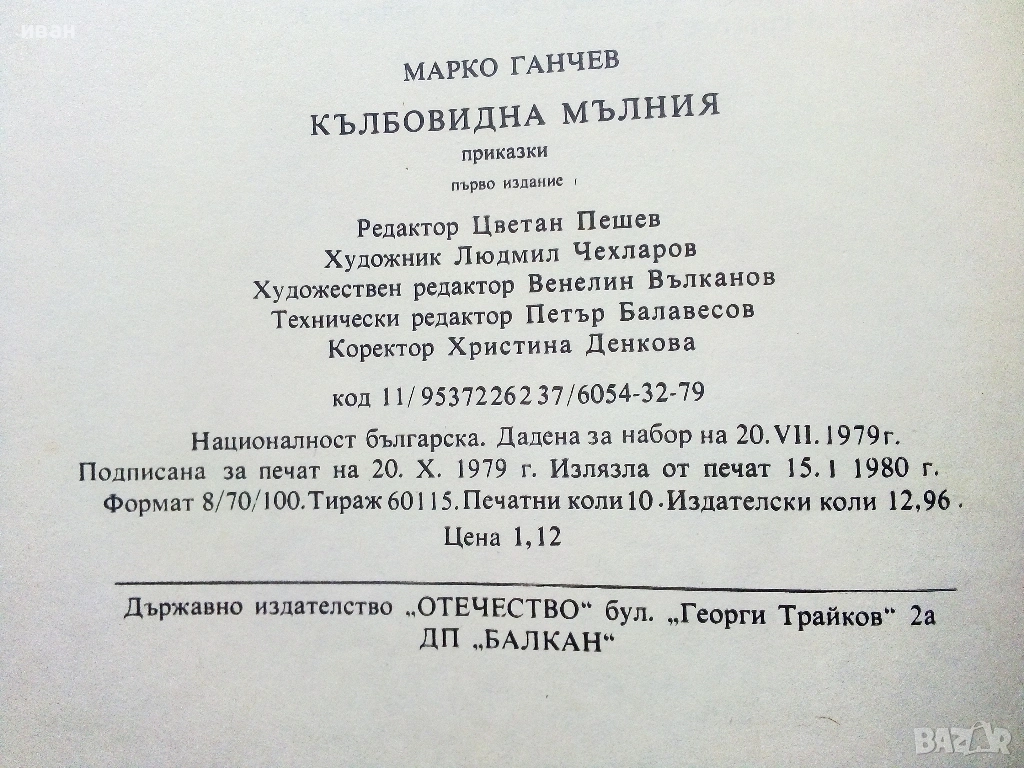 иван
МАРКО ГАНЧЕВ
КЪЛБОВИДНА МЪЛНИЯ
приказки
първо издание
Редактор Цветан Пешев
Художник Людмил Чехларов
Художествен редактор Венелин Вълканов
Технически редактор Петър Балавесов
Коректор Христина Денкова
код 11/9537226237/6054-32-79
Националност българска. Дадена за набор на 20.VII.1979г.
Подписана за печат на 20. X. 1979 г. Излязла от печат 15.I 1980 г.
Формат 8/70/100. Тираж 60115. Печатни коли 10. Издателски коли 12,96.
Цена 1,12
Държавно издателство „ОТЕЧЕСТВО“ бул. „Георги Трайков“ 2а
ДП „БАЛКАН“
BAZAR